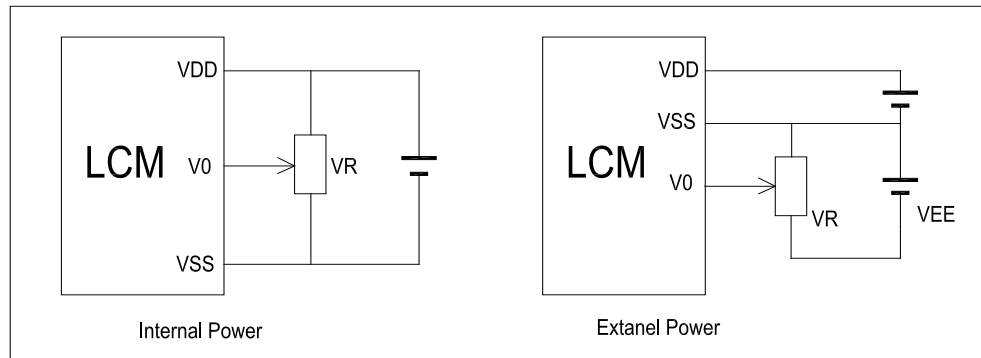 VDD
LCM
V0
VR
VSS
Internal Power
VDD
VSS
LCM
V0
VR
VEE
Extanel Power